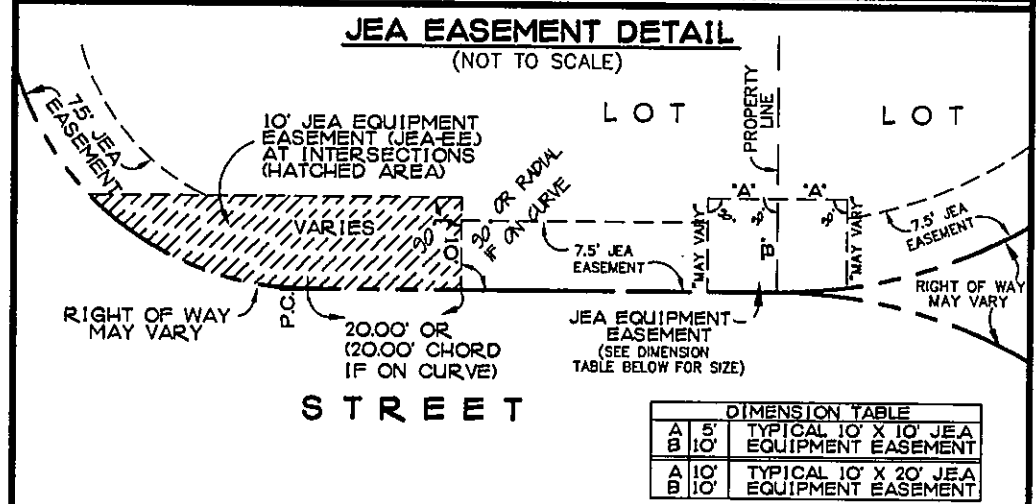 JEA EASEMENT DETAIL
(NOT TO SCALE)
7.5' JEA
EASEMENT
10' JEA EQUIPMENT
EASEMENT (JEA-EE)
AT INTERSECTIONS
(HATCHED AREA)
LOT
PROPERTY
LINE
LOT
VARIES
90°
10'
90° OR RADIAL
IF ON CURVE
7.5' JEA
EASEMENT
"A"
"A"
90°
90°
90°
"MAY VARY"
"B"
"MAY VARY"
7.5' JEA
EASEMENT
RIGHT OF WAY
MAY VARY
RIGHT OF WAY
MAY VARY
P.C.
20.00' OR
(20.00' CHORD
IF ON CURVE)
JEA EQUIPMENT
EASEMENT
(SEE DIMENSION
TABLE BELOW FOR SIZE)
STREET
DIMENSION TABLE
A 5' TYPICAL 10' X 10' JEA
B 10' EQUIPMENT EASEMENT
A 10' TYPICAL 10' X 20' JEA
B 10' EQUIPMENT EASEMENT